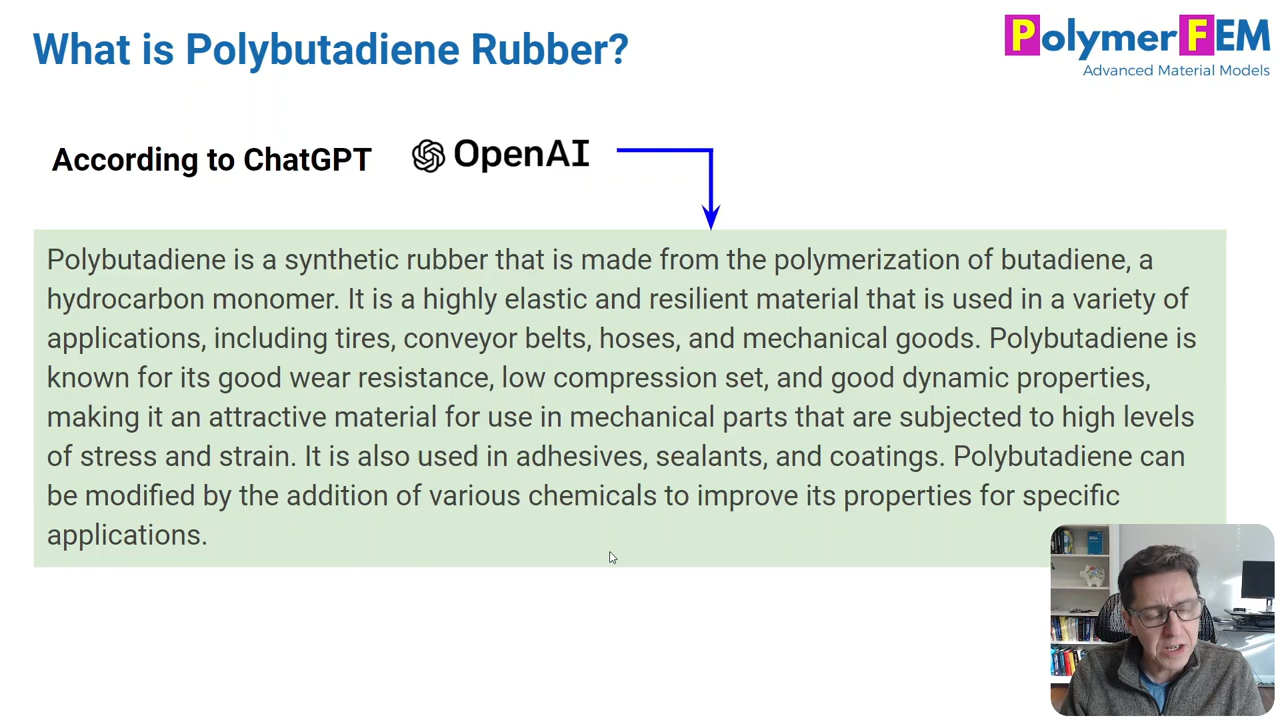 What is Polybutadiene Rubber?
PolymerFEM
Advanced Material Models
According to ChatGPT
OpenAI
Polybutadiene is a synthetic rubber that is made from the polymerization of butadiene, a
hydrocarbon monomer. It is a highly elastic and resilient material that is used in a variety of
applications, including tires, conveyor belts, hoses, and mechanical goods. Polybutadiene is
known for its good wear resistance, low compression set, and good dynamic properties,
making it an attractive material for use in mechanical parts that are subjected to high levels
of stress and strain. It is also used in adhesives, sealants, and coatings. Polybutadiene can
be modified by the addition of various chemicals to improve its properties for specific
applications.